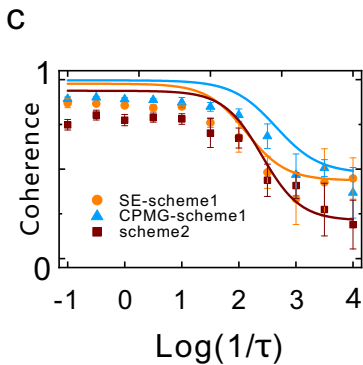 c
1
Coherence
SE-scheme1
CPMG-scheme1
scheme2
0
-1 0 1 2 3 4
Log(1/τ)